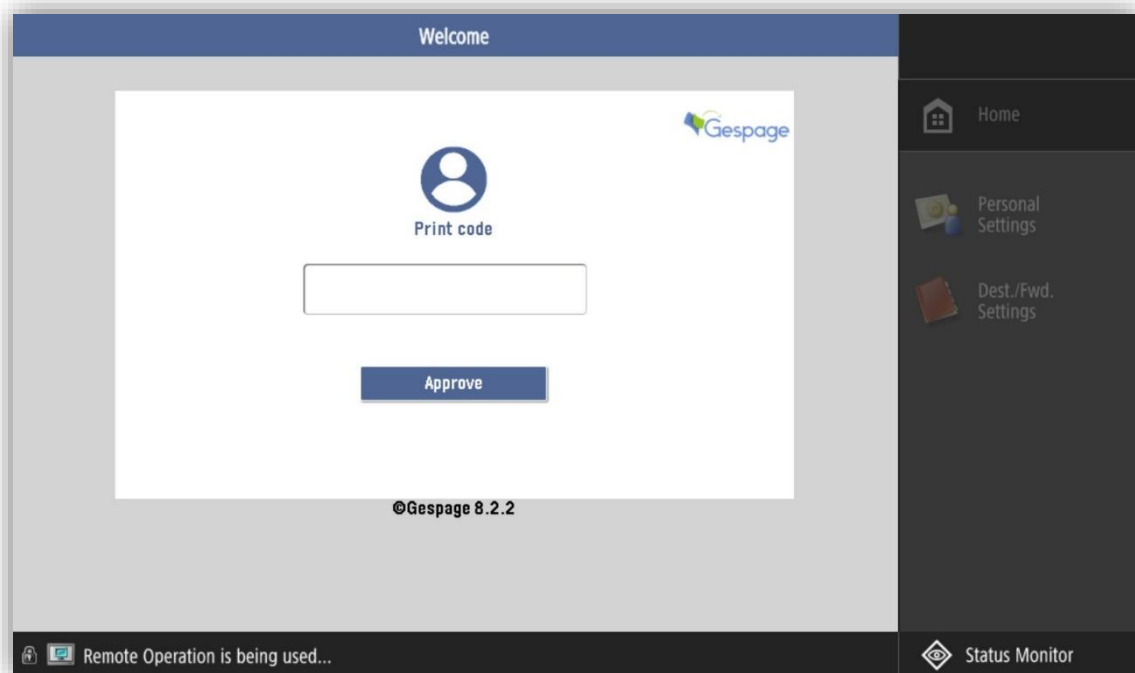 Welcome
Gespage
Print code
Approve
©Gespage 8.2.2
Home
Personal
Settings
Dest./Fwd.
Settings
Remote Operation is being used...
Status Monitor